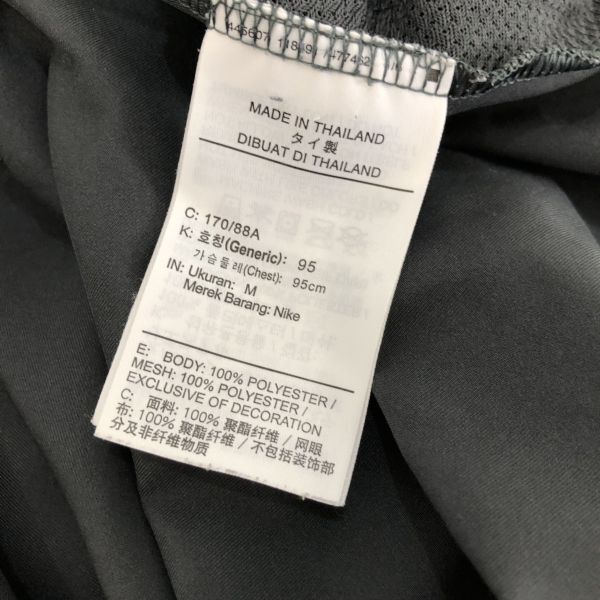 MADE IN THAILAND
タイ製
DIBUAT DI THAILAND
C: 170/88A
K: 호칭(Generic): 95
가슴둘레(Chest): 95cm
IN: Ukuran: M
Merek Barang: Nike
E: BODY: 100% POLYESTER /
MESH: 100% POLYESTER /
EXCLUSIVE OF DECORATION
C: 面料: 100% 聚酯纤维 / 网眼
布: 100% 聚酯纤维 / 不包括装饰部
分及非纤维物质